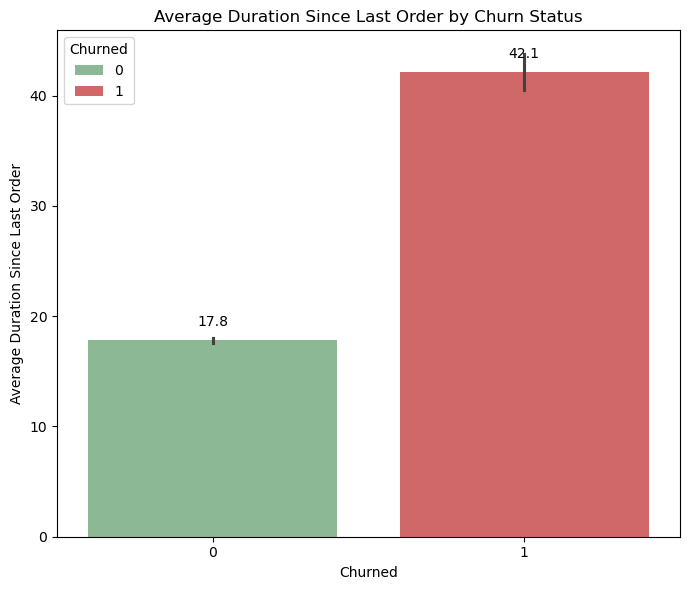 Average Duration Since Last Order by Churn Status
Churned
0
1
42.1
17.8
40
30
20
10
0
Average Duration Since Last Order
0
1
Churned